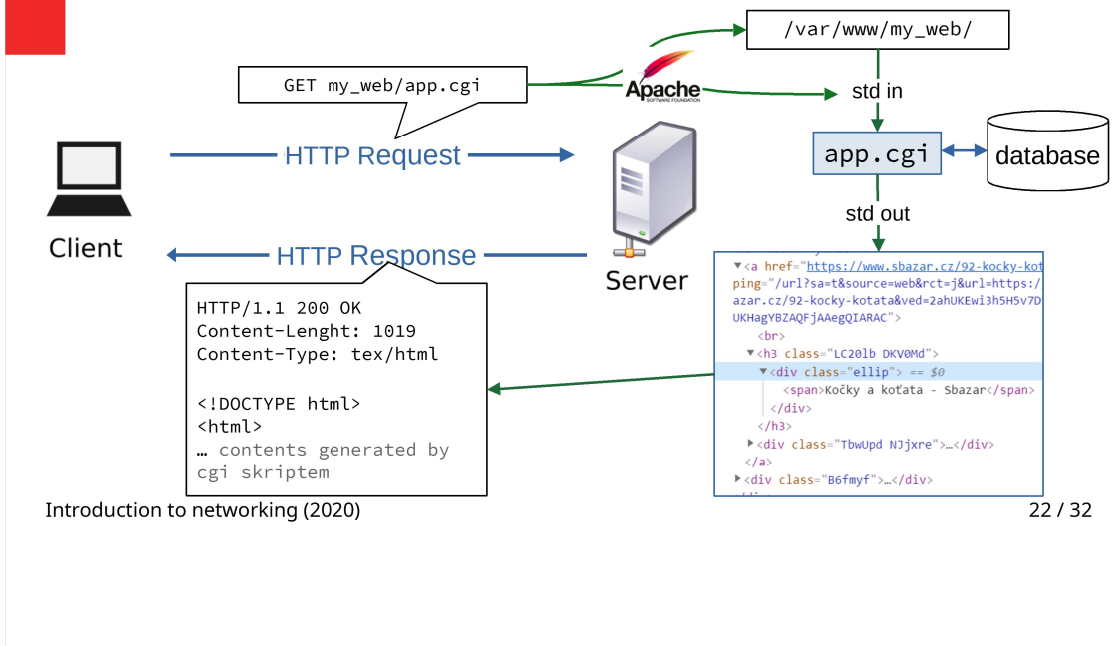 /var/www/my_web/
GET my_web/app.cgi
Apache
SOFTWARE FOUNDATION
std in
HTTP Request
app.cgi
database
std out
Client
HTTP Response
Server
HTTP/1.1 200 OK
Content-Lenght: 1019
Content-Type: tex/html
<!DOCTYPE html>
<html>
… contents generated by
cgi skriptem
▼<a href="https://www.sbazar.cz/92-kocky-kot
ping="/url?sa=t&source=web&rct=j&url=https:/
azar.cz/92-kocky-kotata&ved=2ahUKEwi3h5H5v7D
UKHagYBZAQFjAAegQIARAC">
<br>
▼<h3 class="LC20lb DKV0Md">
▼<div class="ellip"> == $0
<span>Kočky a koťata - Sbazar</span>
</div>
</h3>
▶<div class="TbwUpd NJjxre">…</div>
</a>
▶<div class="B6fmyf">…</div>
Introduction to networking (2020)
22 / 32